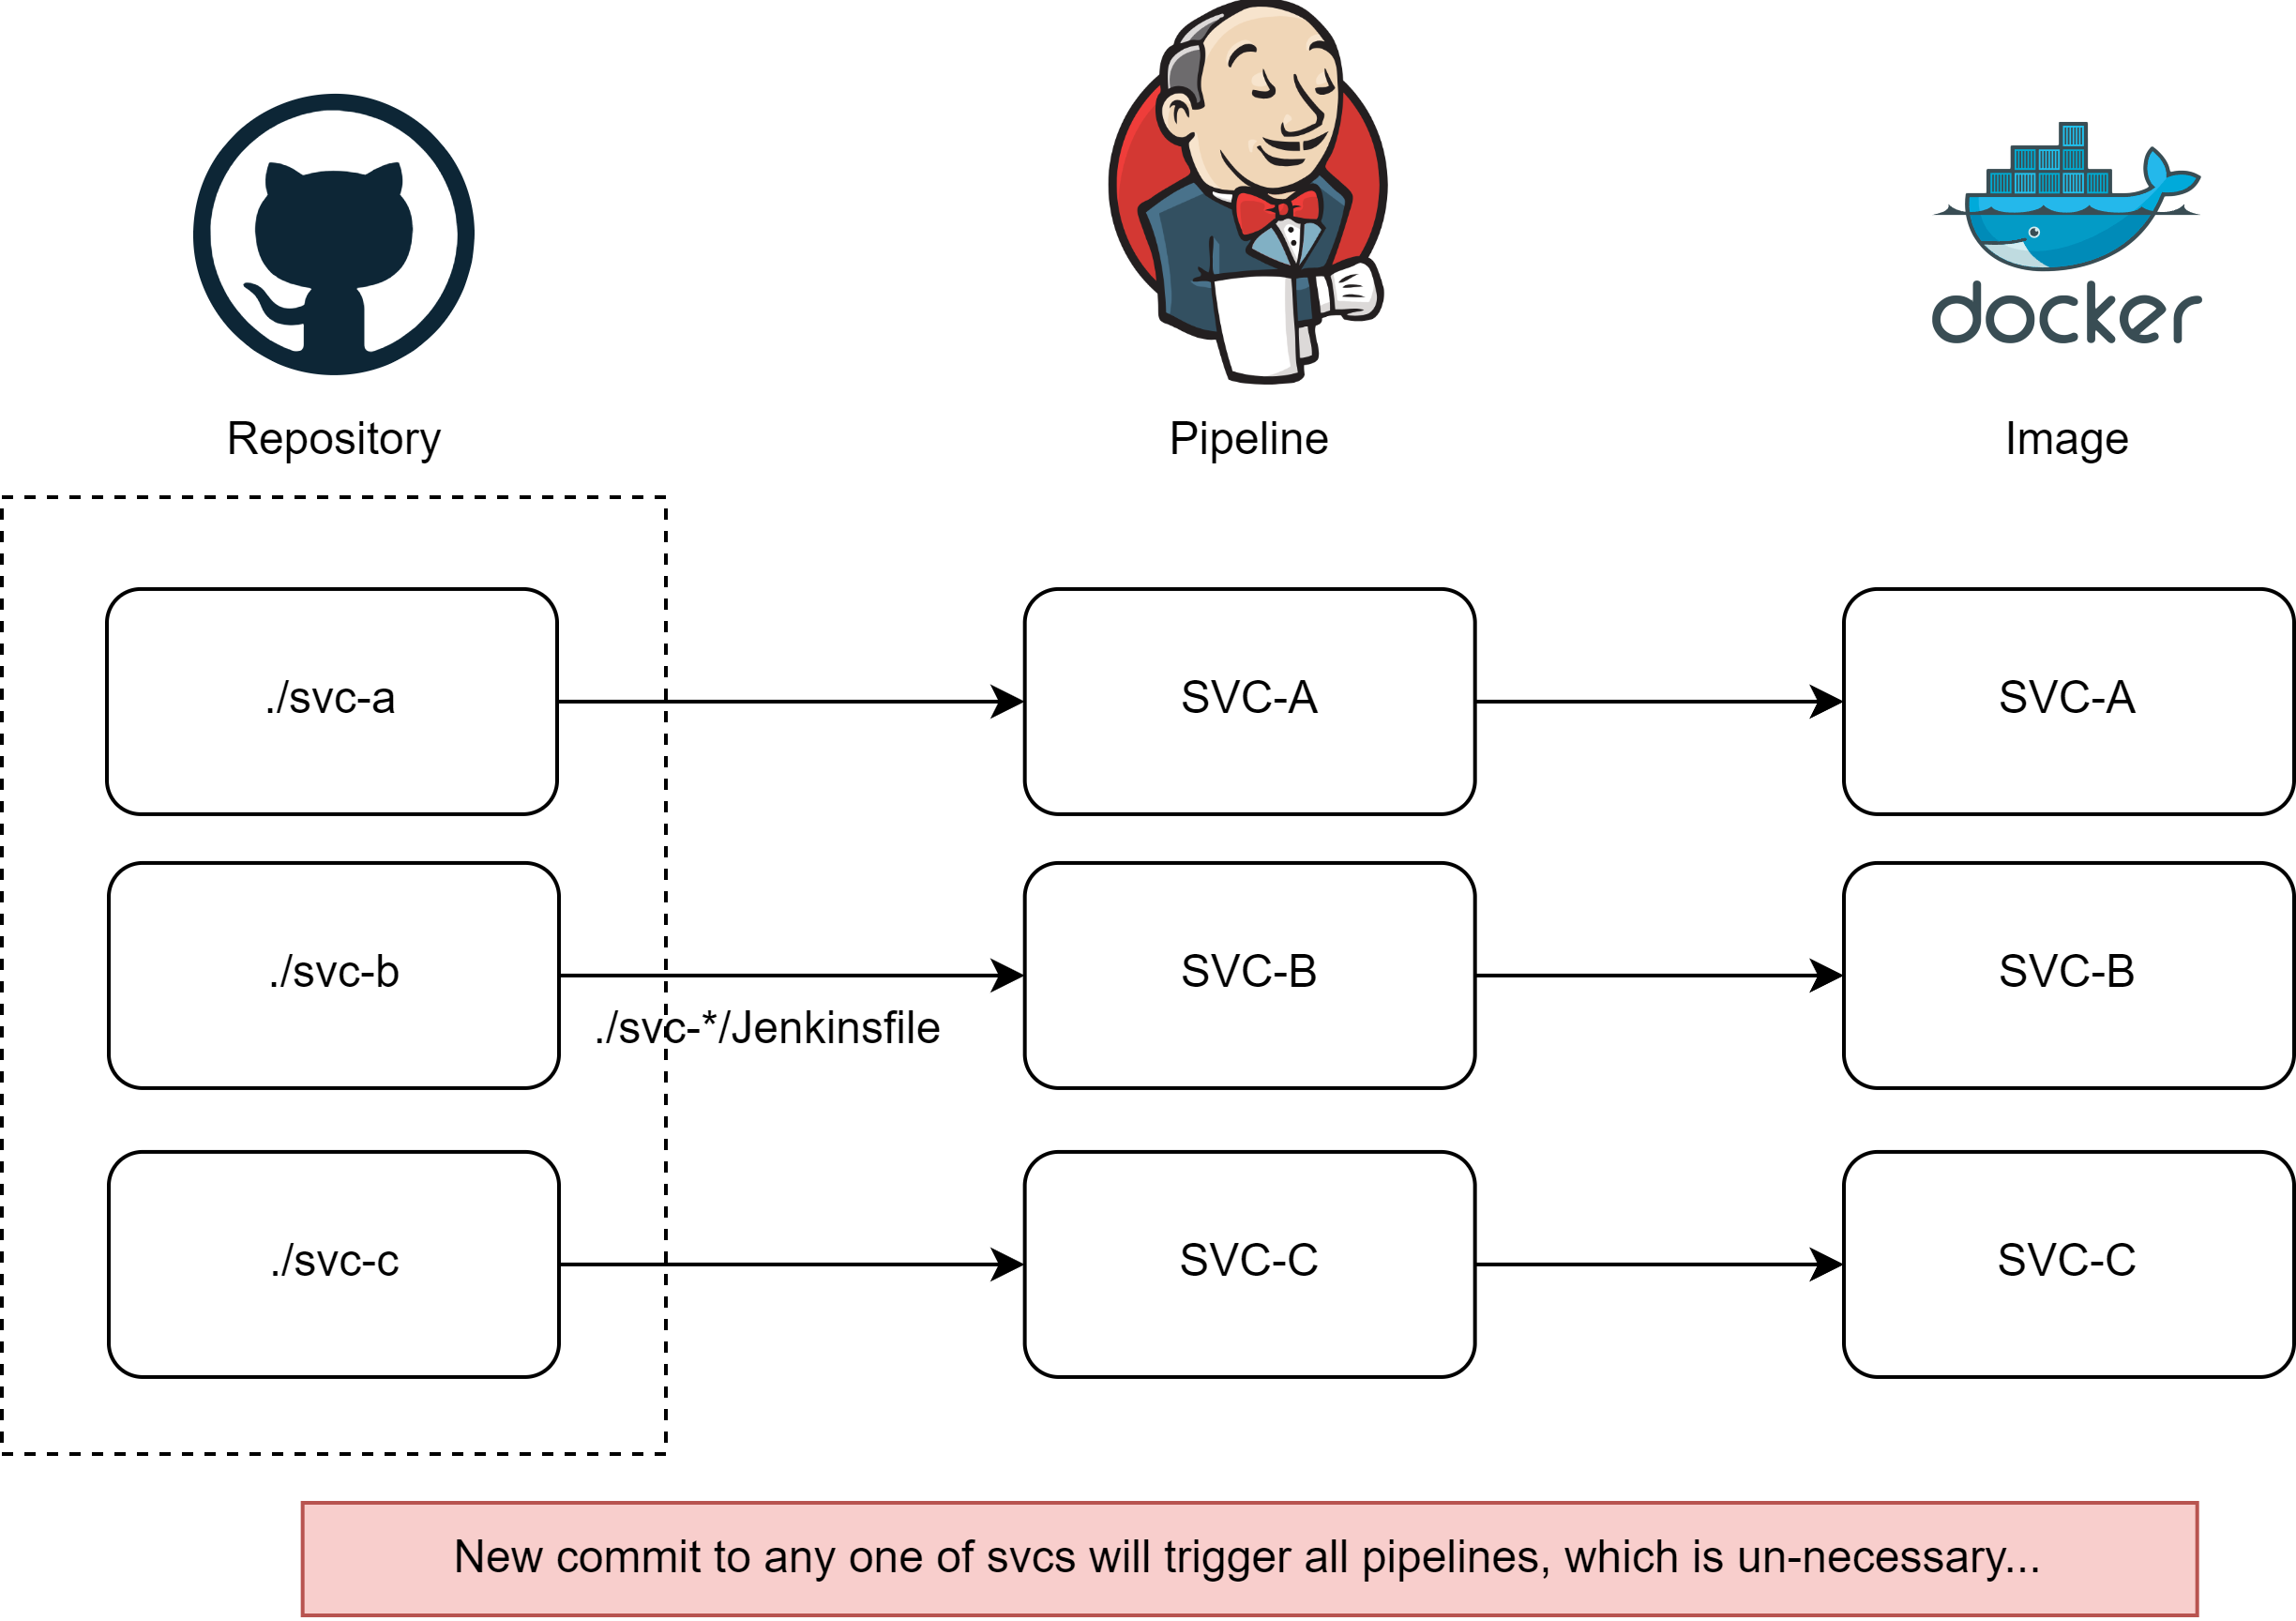 docker
Repository
Pipeline
Image
./svc-a
SVC-A
SVC-A
./svc-b
SVC-B
SVC-B
./svc-*/Jenkinsfile
./svc-c
SVC-C
SVC-C
New commit to any one of svcs will trigger all pipelines, which is un-necessary...